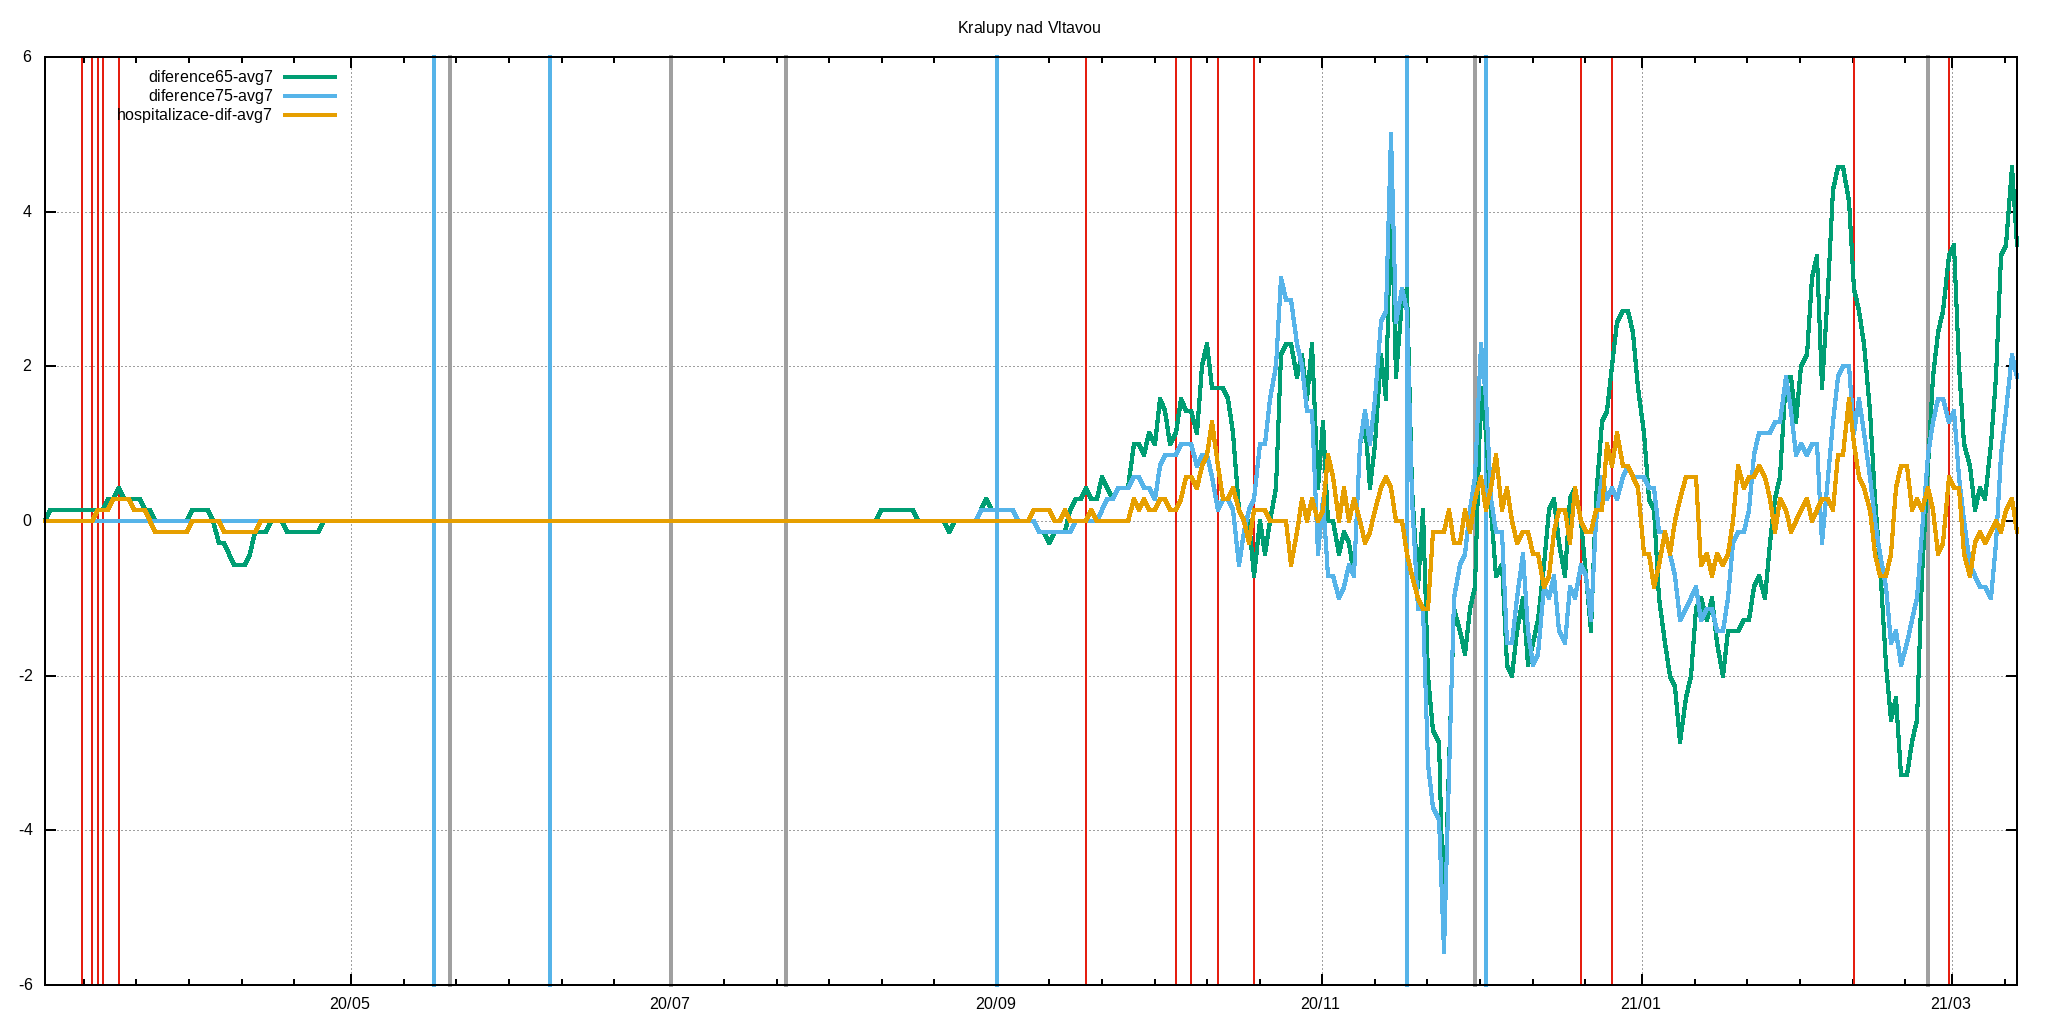 Kralupy nad Vltavou
6
diference65-avg7
diference75-avg7
hospitalizace-dif-avg7
4
2
0
-2
-4
-6
20/05 20/07 20/09 20/11 21/01 21/03